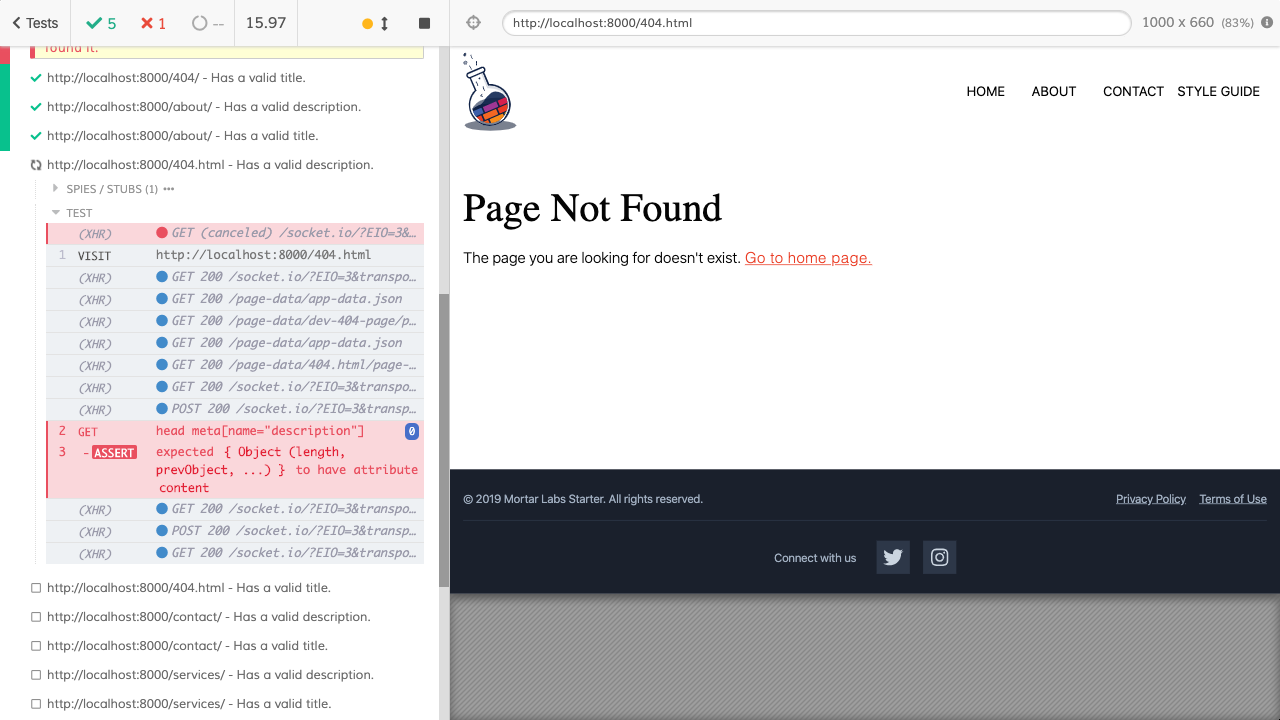 Tests
5
1
--
15.97
http://localhost:8000/404.html
1000 x 660 (83%)
found it.
http://localhost:8000/404/ - Has a valid title.
http://localhost:8000/about/ - Has a valid description.
http://localhost:8000/about/ - Has a valid title.
http://localhost:8000/404.html - Has a valid description.
SPIES / STUBS (1)
TEST
(XHR) GET (canceled) /socket.io/?EIO=3&…
1 VISIT http://localhost:8000/404.html
(XHR) GET 200 /socket.io/?EIO=3&transpo…
(XHR) GET 200 /page-data/app-data.json
(XHR) GET 200 /page-data/dev-404-page/p…
(XHR) GET 200 /page-data/app-data.json
(XHR) GET 200 /page-data/404.html/page-…
(XHR) GET 200 /socket.io/?EIO=3&transpo…
(XHR) POST 200 /socket.io/?EIO=3&transp…
2 GET head meta[name="description"] 0
3 -ASSERT expected { Object (length,
prevObject, ...) } to have attribute
content
(XHR) GET 200 /socket.io/?EIO=3&transpo…
(XHR) POST 200 /socket.io/?EIO=3&transp…
(XHR) GET 200 /socket.io/?EIO=3&transpo…
http://localhost:8000/404.html - Has a valid title.
http://localhost:8000/contact/ - Has a valid description.
http://localhost:8000/contact/ - Has a valid title.
http://localhost:8000/services/ - Has a valid description.
http://localhost:8000/services/ - Has a valid title.
HOME ABOUT CONTACT STYLE GUIDE
Page Not Found
The page you are looking for doesn't exist. Go to home page.
© 2019 Mortar Labs Starter. All rights reserved.
Privacy Policy Terms of Use
Connect with us